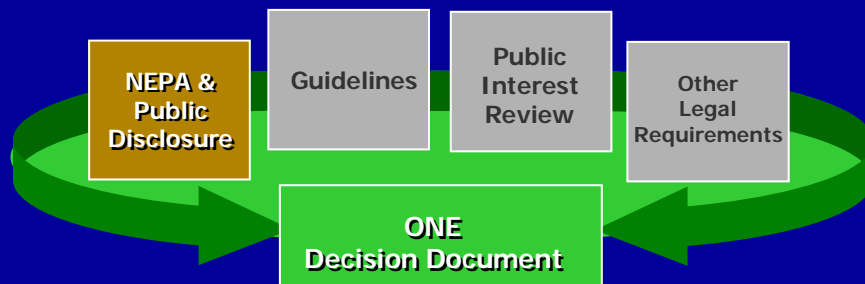 NEPA &
Public
Disclosure
Guidelines
Public
Interest
Review
Other
Legal
Requirements
ONE
Decision Document